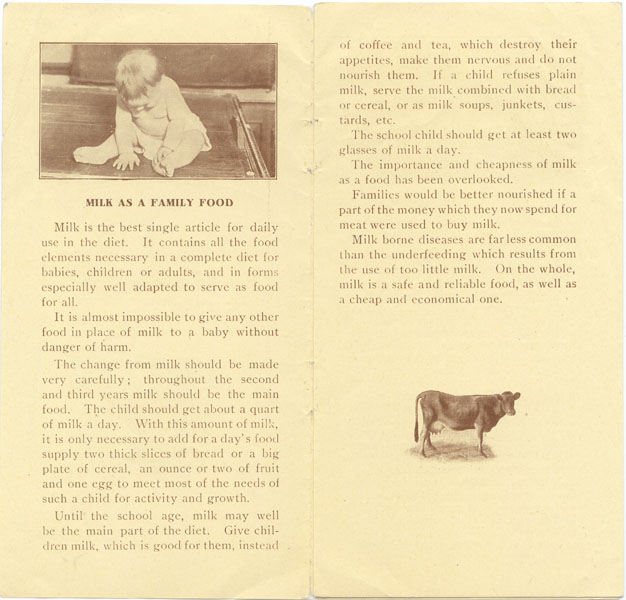 MILK AS A FAMILY FOOD
Milk is the best single article for daily
use in the diet. It contains all the food
elements necessary in a complete diet for
babies, children or adults, and in forms
especially well adapted to serve as food
for all.
It is almost impossible to give any other
food in place of milk to a baby without
danger of harm.
The change from milk should be made
very carefully; throughout the second
and third years milk should be the main
food. The child should get about a quart
of milk a day. With this amount of milk,
it is only necessary to add for a day's food
supply two thick slices of bread or a big
plate of cereal, an ounce or two of fruit
and one egg to meet most of the needs of
such a child for activity and growth.
Until the school age, milk may well
be the main part of the diet. Give chil-
dren milk, which is good for them, instead
of coffee and tea, which destroy their
appetites, make them nervous and do not
nourish them. If a child refuses plain
milk, serve the milk combined with bread
or cereal, or as milk soups, junkets, cus-
tards, etc.
The school child should get at least two
glasses of milk a day.
The importance and cheapness of milk
as a food has been overlooked.
Families would be better nourished if a
part of the money which they now spend for
meat were used to buy milk.
Milk borne diseases are far less common
than the underfeeding which results from
the use of too little milk. On the whole,
milk is a safe and reliable food, as well as
a cheap and economical one.